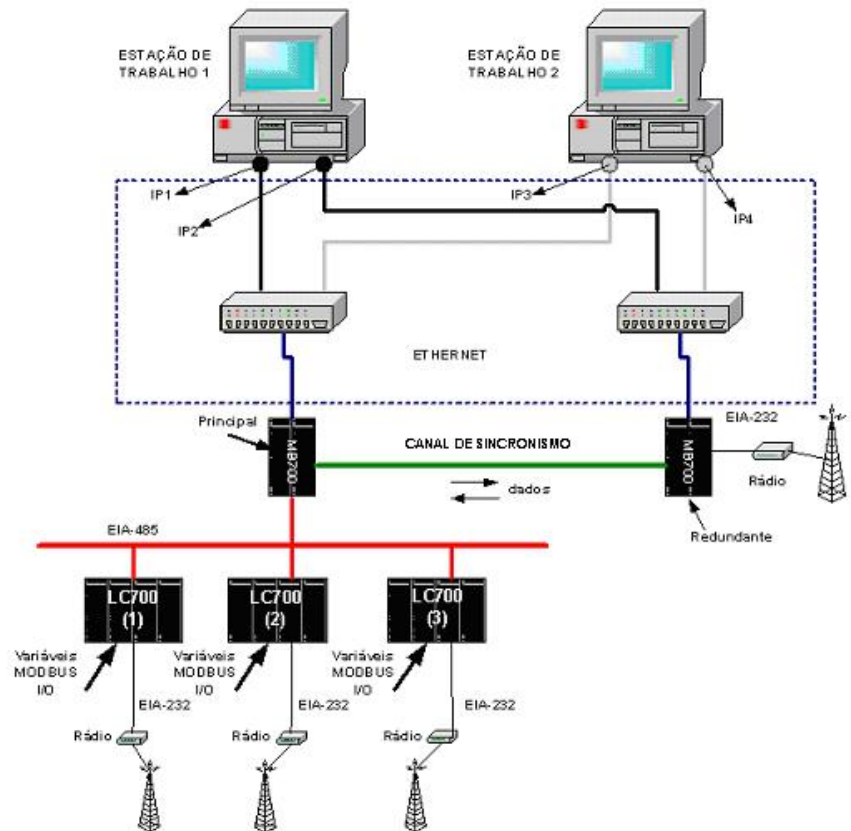 ESTAÇÃO DE
TRABALHO 1
ESTAÇÃO DE
TRABALHO 2
IP1
IP2
IP3
IP4
ETHERNET
Principal
MB700
CANAL DE SINCRONISMO
dados
MB700
EIA-232
Rádio
Redundante
EIA-485
LC700
(1)
LC700
(2)
LC700
(3)
Variáveis
MODBUS
I/O
Variáveis
MODBUS
I/O
Variáveis
MODBUS
I/O
EIA-232
EIA-232
EIA-232
Rádio
Rádio
Rádio